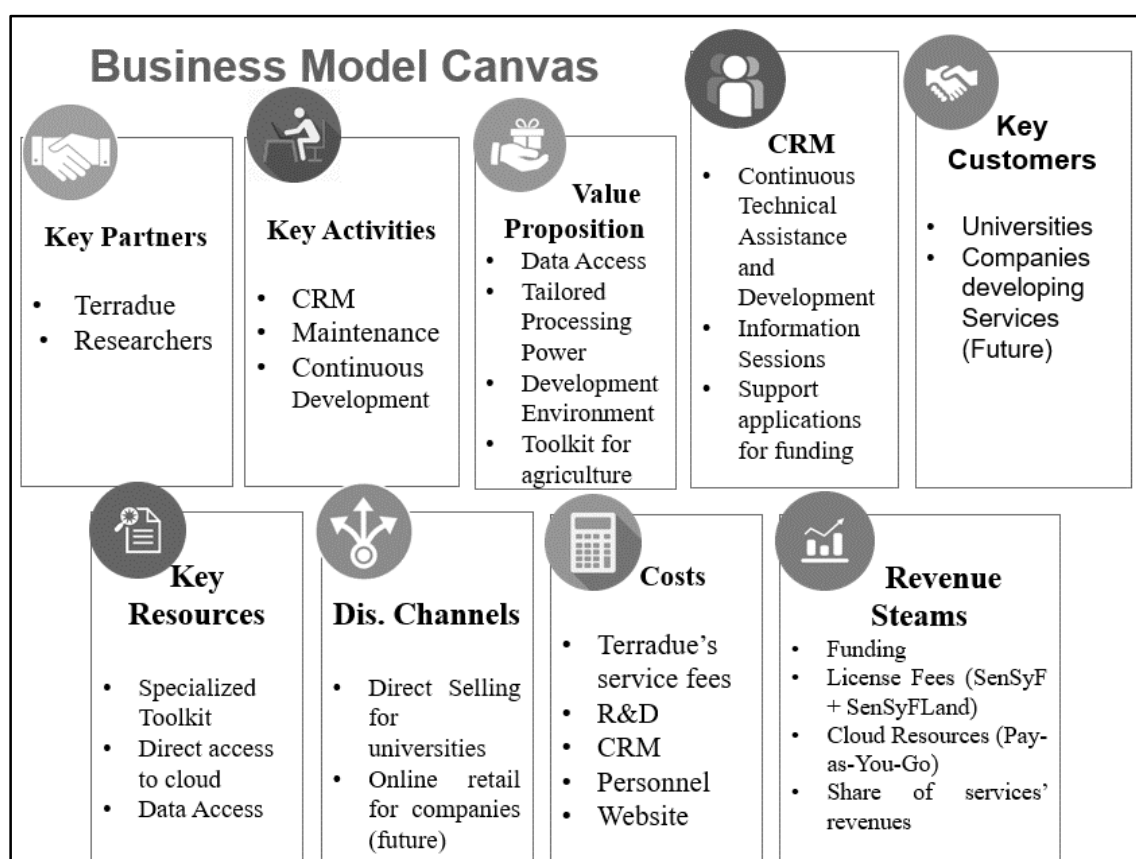 Business Model Canvas
Key Partners
• Terradue
• Researchers
Key Activities
• CRM
• Maintenance
• Continuous
Development
Value
Proposition
• Data Access
• Tailored
Processing
Power
• Development
Environment
• Toolkit for
agriculture
CRM
• Continuous
Technical
Assistance
and
Development
• Information
Sessions
• Support
applications
for funding
Key
Customers
• Universities
• Companies
developing
Services
(Future)
Key
Resources
• Specialized
Toolkit
• Direct access
to cloud
• Data Access
Dis. Channels
• Direct Selling
for
universities
• Online retail
for companies
(future)
Costs
• Terradue’s
service fees
• R&D
• CRM
• Personnel
• Website
Revenue
Steams
• Funding
• License Fees (SenSyF
+ SenSyFLand)
• Cloud Resources (Pay-
as-You-Go)
• Share of services’
revenues